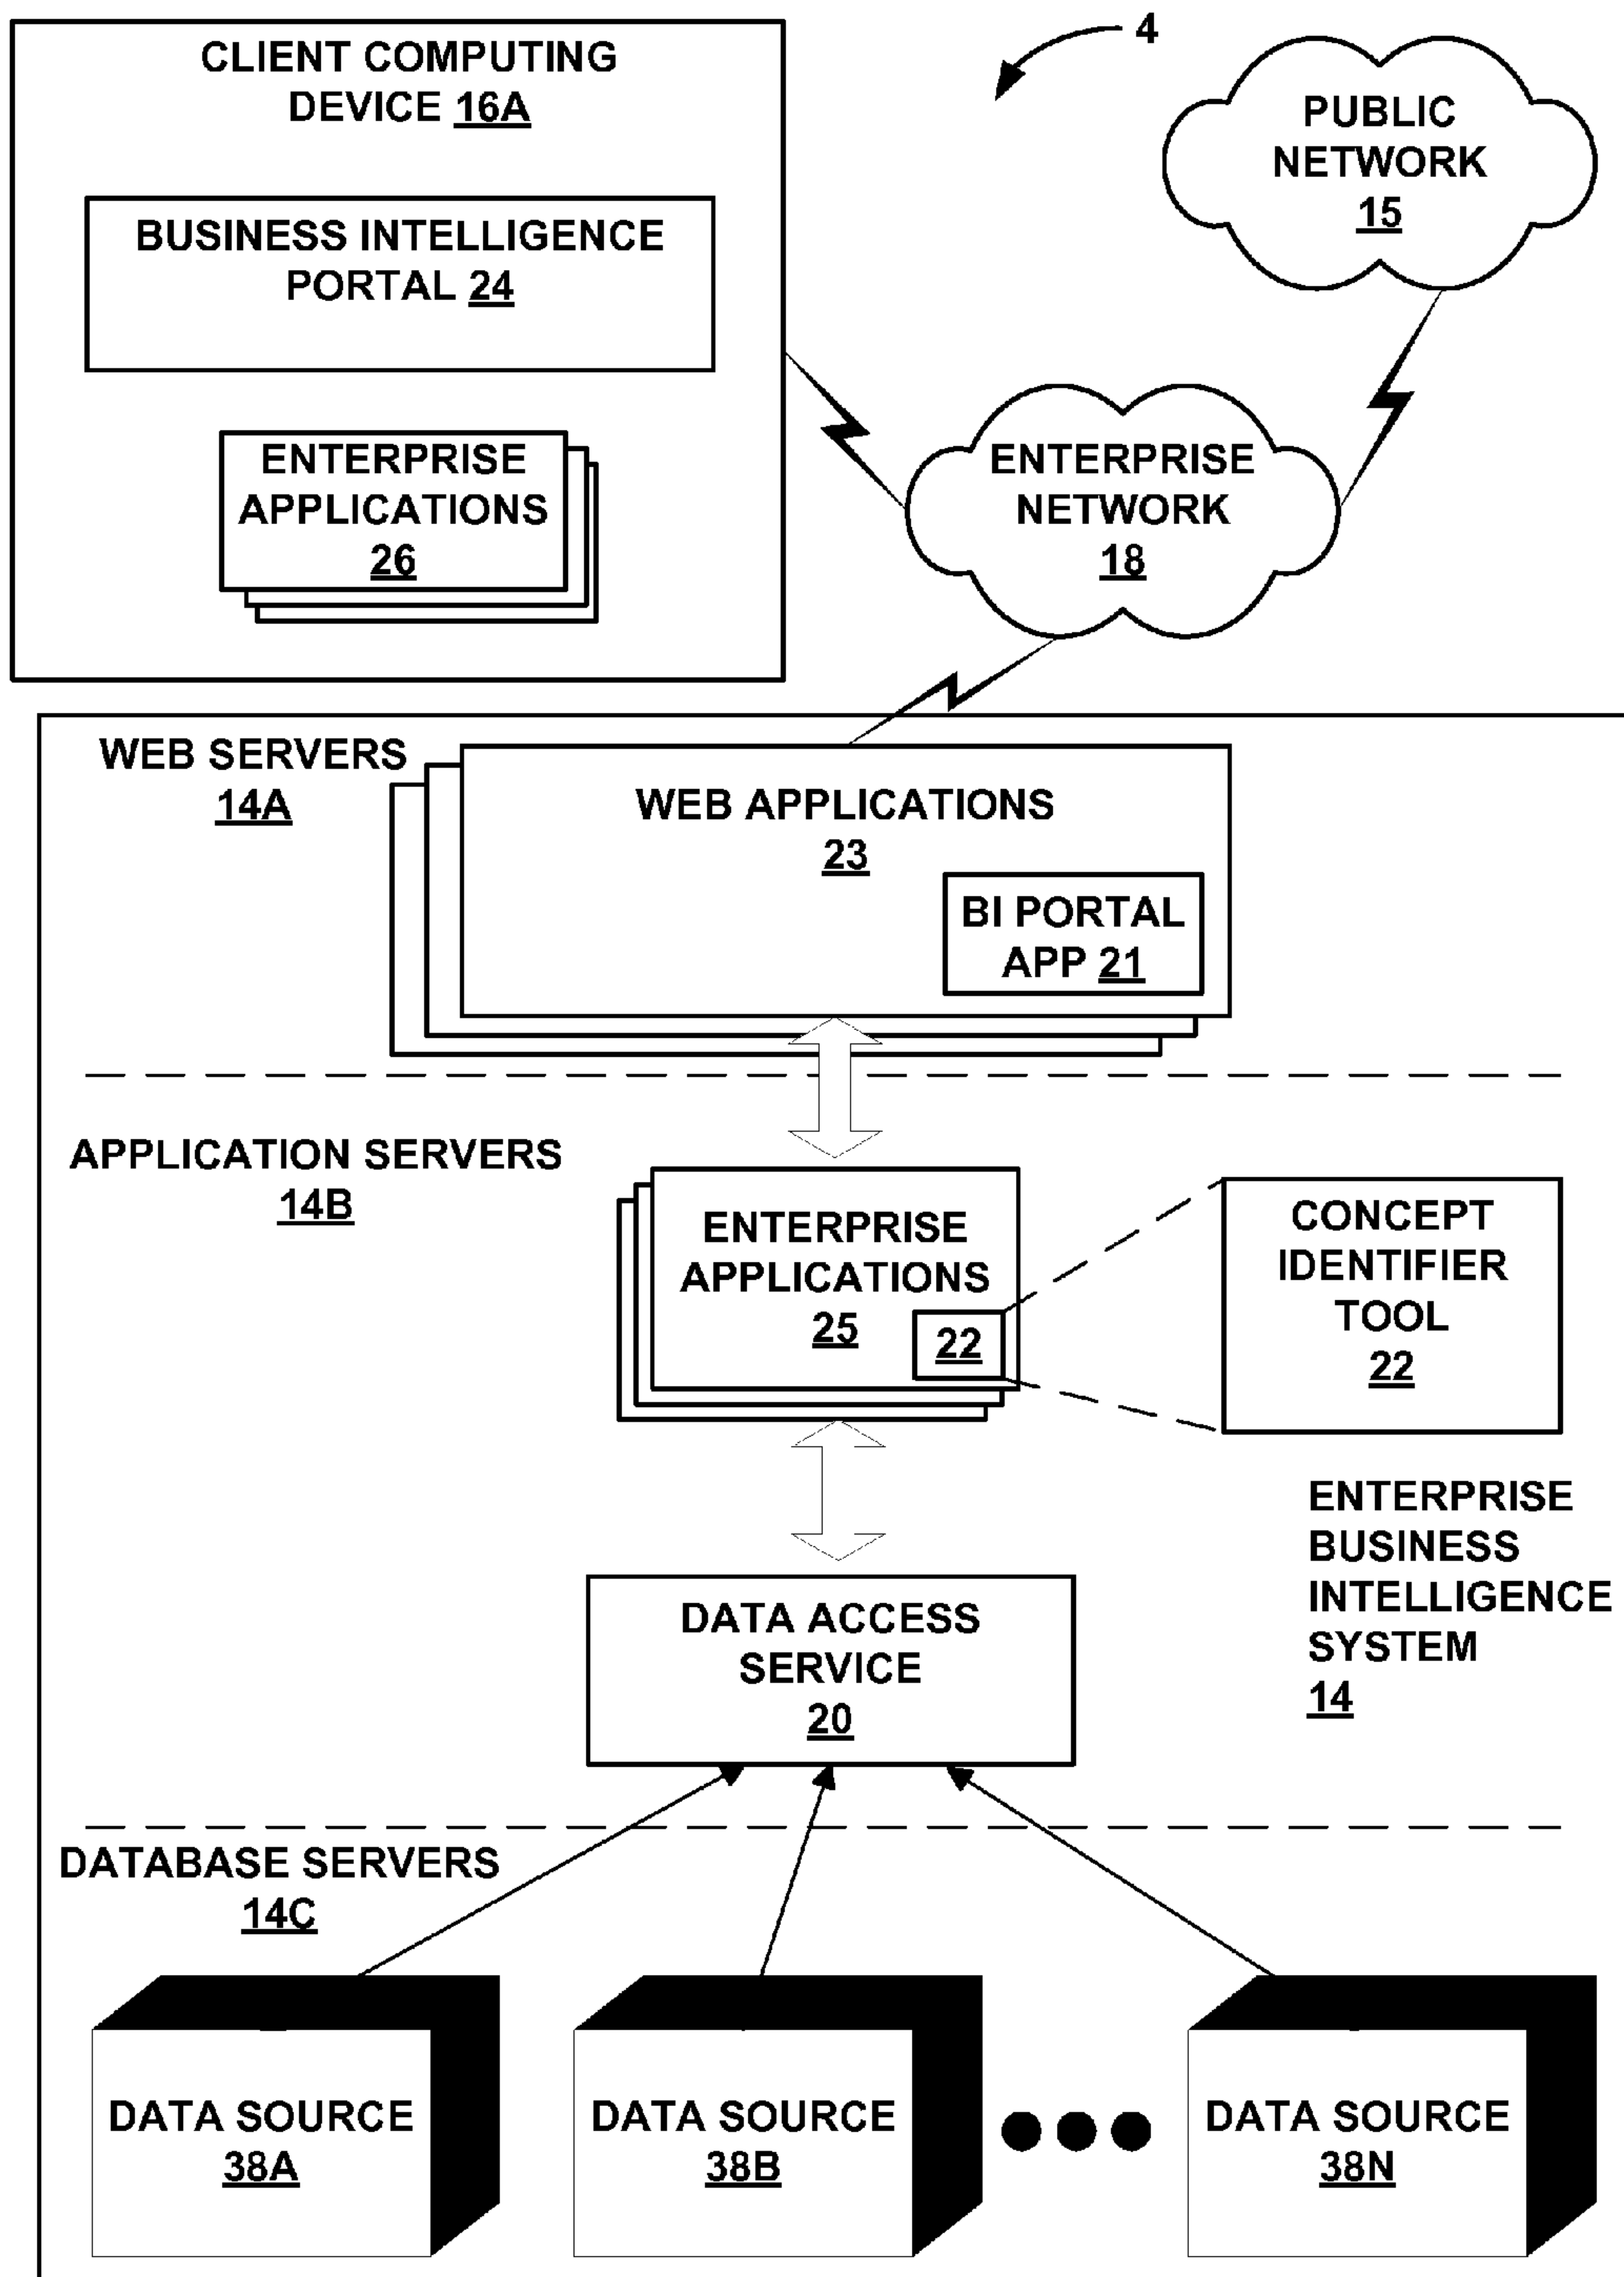 CLIENT COMPUTING
DEVICE 16A
BUSINESS INTELLIGENCE
PORTAL 24
ENTERPRISE
APPLICATIONS
26
4
PUBLIC
NETWORK
15
ENTERPRISE
NETWORK
18
WEB SERVERS
14A
WEB APPLICATIONS
23
BI PORTAL
APP 21
APPLICATION SERVERS
14B
ENTERPRISE
APPLICATIONS
25
22
CONCEPT
IDENTIFIER
TOOL
22
ENTERPRISE
BUSINESS
INTELLIGENCE
SYSTEM
14
DATA ACCESS
SERVICE
20
DATABASE SERVERS
14C
DATA SOURCE
38A
DATA SOURCE
38B
DATA SOURCE
38N